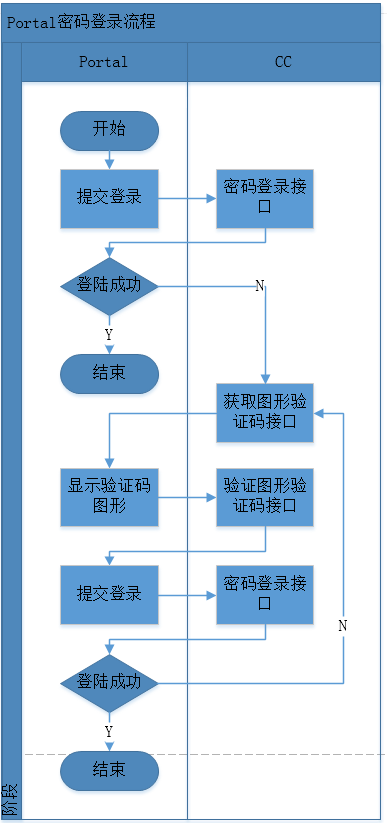 Portal密码登录流程
Portal
CC
开始
提交登录
密码登录接
口
登陆成功
N
Y
结束
获取图形验
证码接口
显示验证码
图形
验证图形验
证码接口
提交登录
密码登录接
口
N
登陆成功
Y
结束
阶段